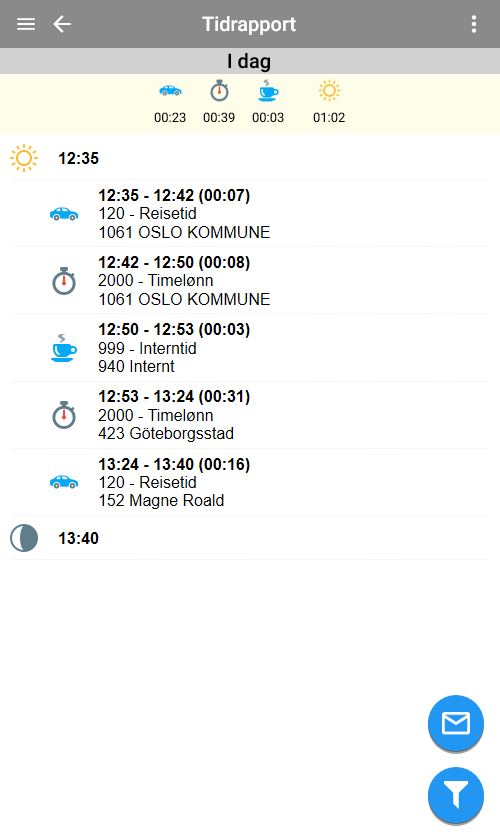 Tidrapport
I dag
00:23 00:39 00:03 01:02
12:35
12:35 - 12:42 (00:07)
120 - Reisetid
1061 OSLO KOMMUNE
12:42 - 12:50 (00:08)
2000 - Timelønn
1061 OSLO KOMMUNE
12:50 - 12:53 (00:03)
999 - Interntid
940 Internt
12:53 - 13:24 (00:31)
2000 - Timelønn
423 Göteborgsstad
13:24 - 13:40 (00:16)
120 - Reisetid
152 Magne Roald
13:40